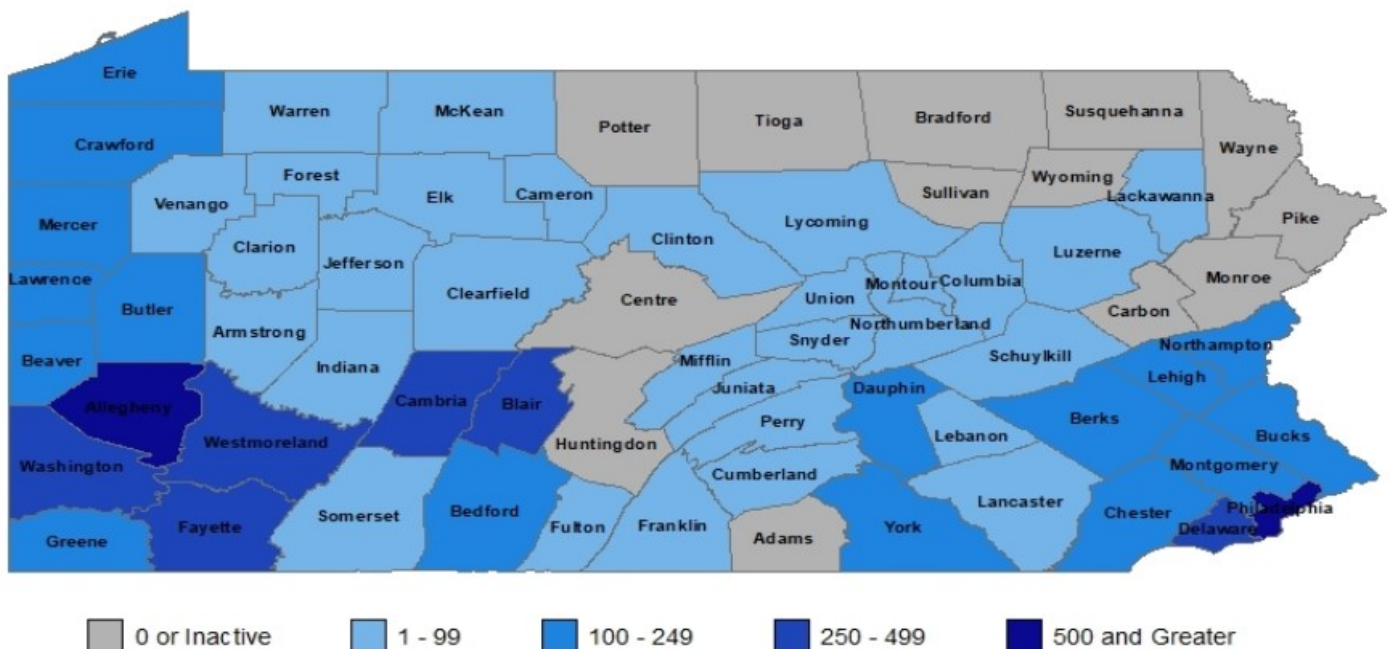 Erie
Warren
McKean
Potter
Tioga
Bradford
Susquehanna
Wayne
Crawford
Forest
Elk
Cameron
Sullivan
Wyoming
Lackawanna
Pike
Venango
Mercer
Clarion
Jefferson
Clinton
Lycoming
Luzerne
Monroe
Lawrence
Butler
Clearfield
Centre
Union
Montour
Columbia
Carbon
Beaver
Armstrong
Indiana
Snyder
Northumberland
Schuylkill
Northampton
Mifflin
Juniata
Dauphin
Lehigh
Allegheny
Cambria
Blair
Perry
Berks
Bucks
Westmoreland
Huntingdon
Lebanon
Washington
Cumberland
Montgomery
Somerset
Bedford
Fulton
Franklin
Lancaster
Chester
Philadelphia
Greene
Fayette
Adams
York
Delaware
0 or Inactive
1 - 99
100 - 249
250 - 499
500 and Greater